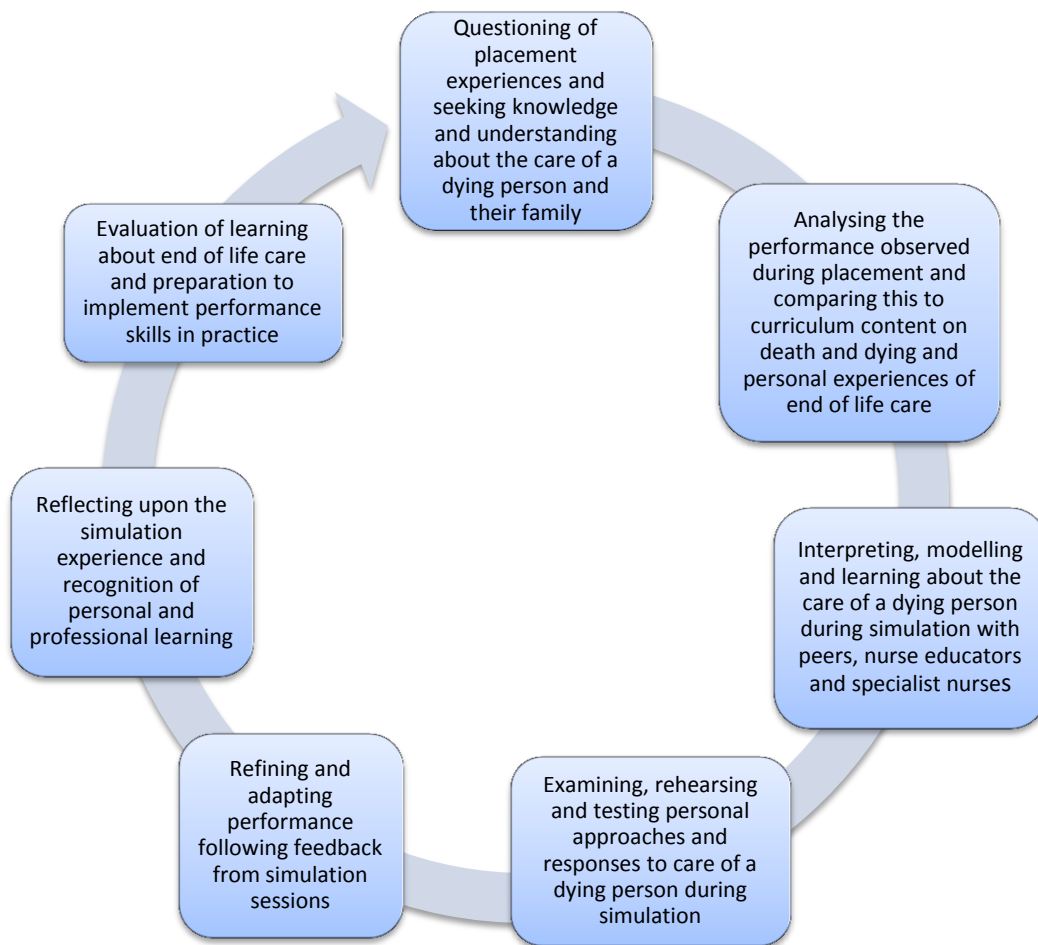 Questioning of
placement
experiences and
seeking knowledge
and understanding
about the care of a
dying person and
their family
Analysing the
performance observed
during placement and
comparing this to
curriculum content on
death and dying and
personal experiences of
end of life care
Interpreting, modelling
and learning about the
care of a dying person
during simulation with
peers, nurse educators
and specialist nurses
Examining, rehearsing
and testing personal
approaches and
responses to care of a
dying person during
simulation
Refining and
adapting
performance
following feedback
from simulation
sessions
Reflecting upon the
simulation
experience and
recognition of
personal and
professional learning
Evaluation of learning
about end of life care
and preparation to
implement performance
skills in practice